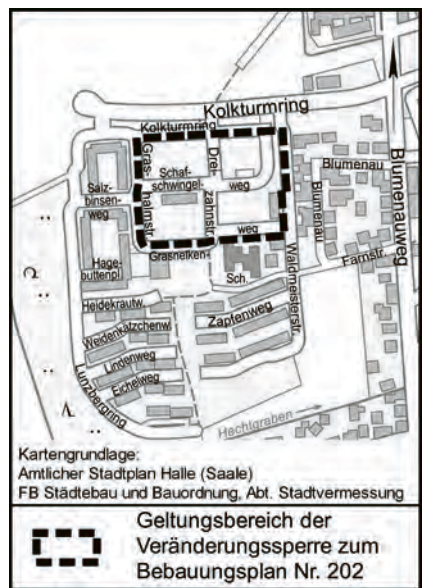 Kolkturmring
Kolkturmring
Gras-
halmstr.
Drei-
zahnstr.
Schaf-
schwingel-
weg
Salz-
binsen-
weg
Blumenau
Blumenau
Blumenauweg
Hage-
buttenpl.
Grasnelken-
weg
Sch.
Waldmeisterstr.
Farnstr.
Heidekrautw.
Weidenkätzchenw.
Zapfenweg
Lindenweg
Eichelweg
Lunzbergring
Hechtgraben
Kartengrundlage:
Amtlicher Stadtplan Halle (Saale)
FB Städtebau und Bauordnung, Abt. Stadtvermessung
Geltungsbereich der
Veränderungssperre zum
Bebauungsplan Nr. 202